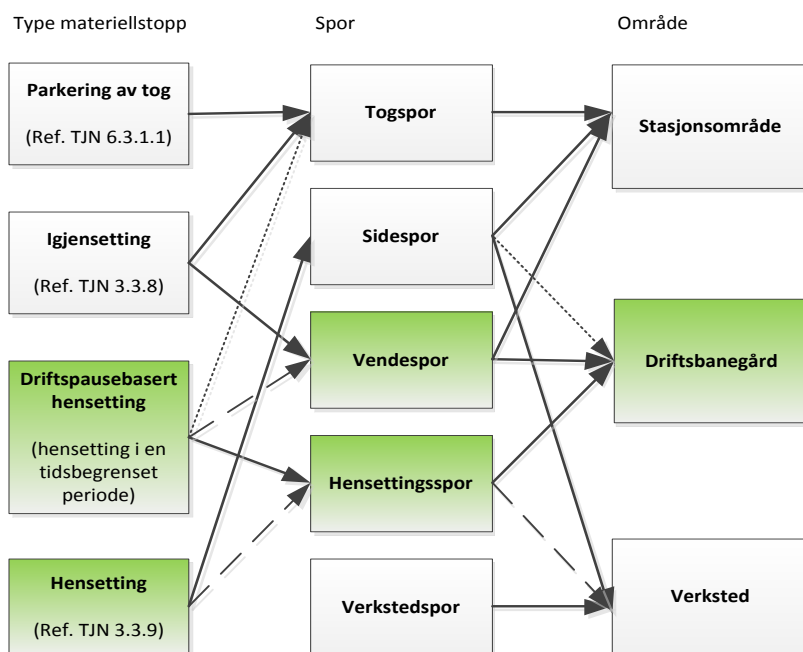 Type materiellstopp
Spor
Område
Parkering av tog
(Ref. TJN 6.3.1.1)
Igjensetting
(Ref. TJN 3.3.8)
Driftspausebasert
hensetting
(hensetting i en
tidsbegrenset
periode)
Hensetting
(Ref. TJN 3.3.9)
Togspor
Sidespor
Vendespor
Hensettingsspor
Verkstedspor
Stasjonsområde
Driftsbanegård
Verksted